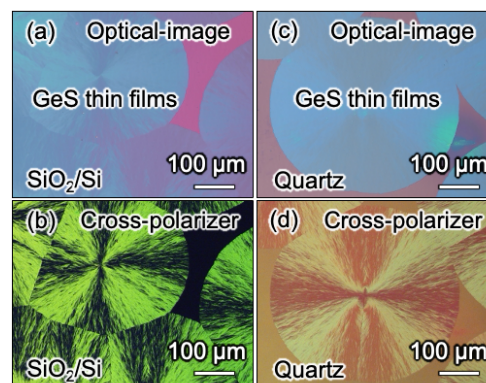 (a) Optical-image
GeS thin films
100 μm
SiO₂/Si
(c) Optical-image
GeS thin films
100 μm
Quartz
(b) Cross-polarizer
100 μm
SiO₂/Si
(d) Cross-polarizer
100 μm
Quartz